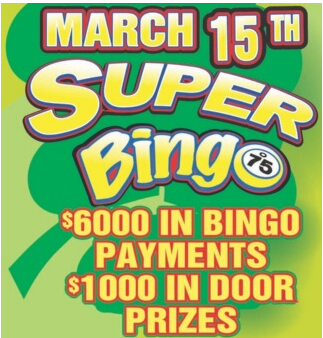 MARCH 15TH
SUPER
Bingo
O 75
$6000 IN BINGO
PAYMENTS
$1000 IN DOOR
PRIZES